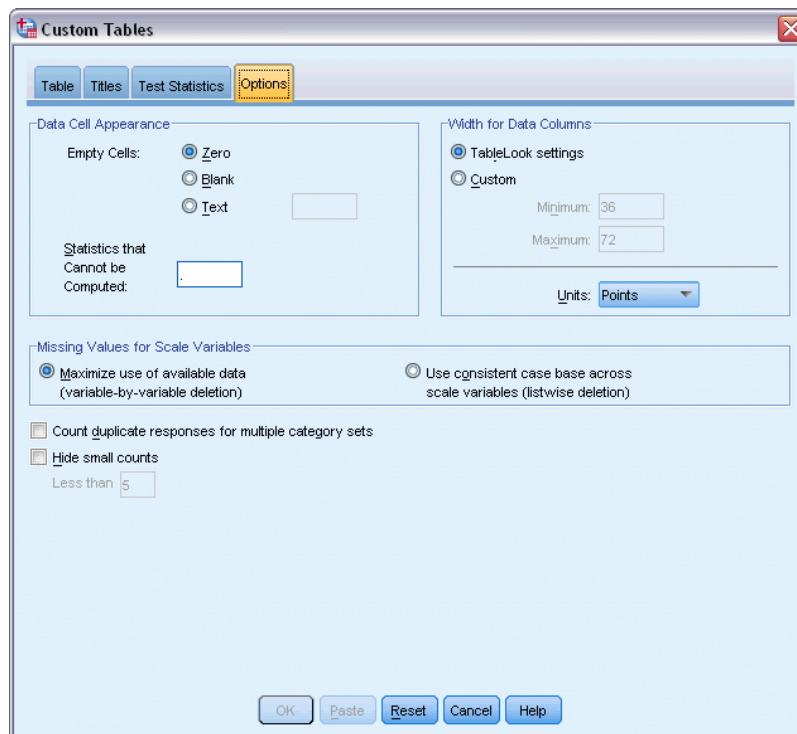 Custom Tables
Table Titles Test Statistics Options
Data Cell Appearance
Empty Cells: Zero
Blank
Text
Statistics that
Cannot be
Computed:
.
Width for Data Columns
TableLook settings
Custom
Minimum: 36
Maximum: 72
Units: Points
Missing Values for Scale Variables
Maximize use of available data
(variable-by-variable deletion)
Use consistent case base across
scale variables (listwise deletion)
Count duplicate responses for multiple category sets
Hide small counts
Less than 5
OK Paste Reset Cancel Help